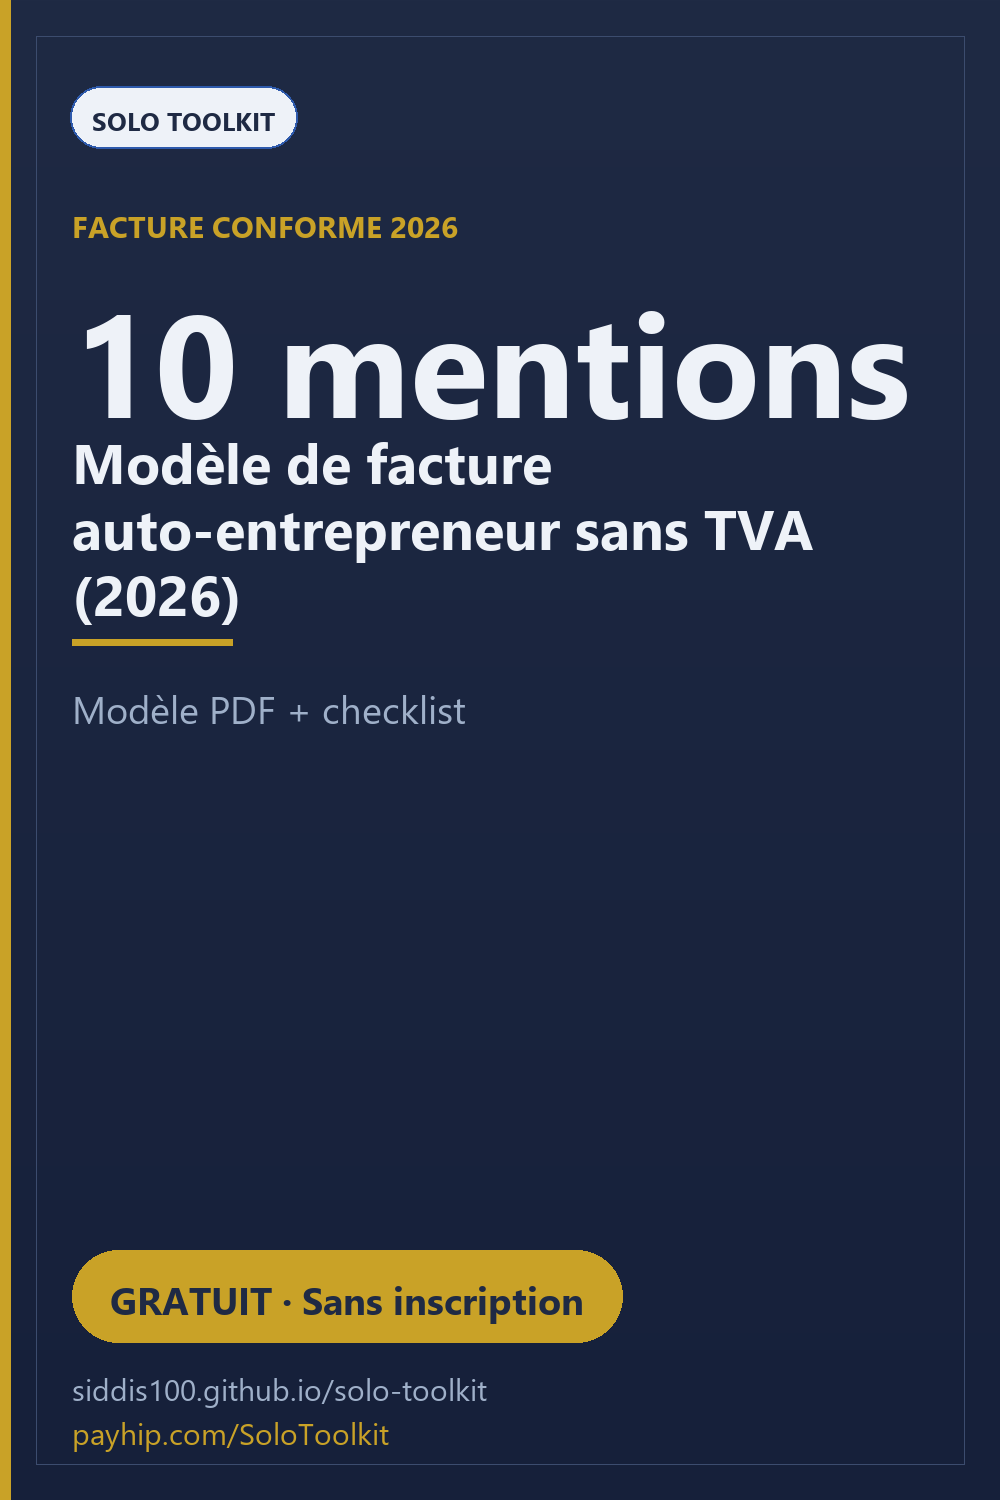 SOLO TOOLKIT
FACTURE CONFORME 2026
10 mentions
Modèle de facture
auto-entrepreneur sans TVA
(2026)
Modèle PDF + checklist
GRATUIT · Sans inscription
siddis100.github.io/solo-toolkit
payhip.com/SoloToolkit